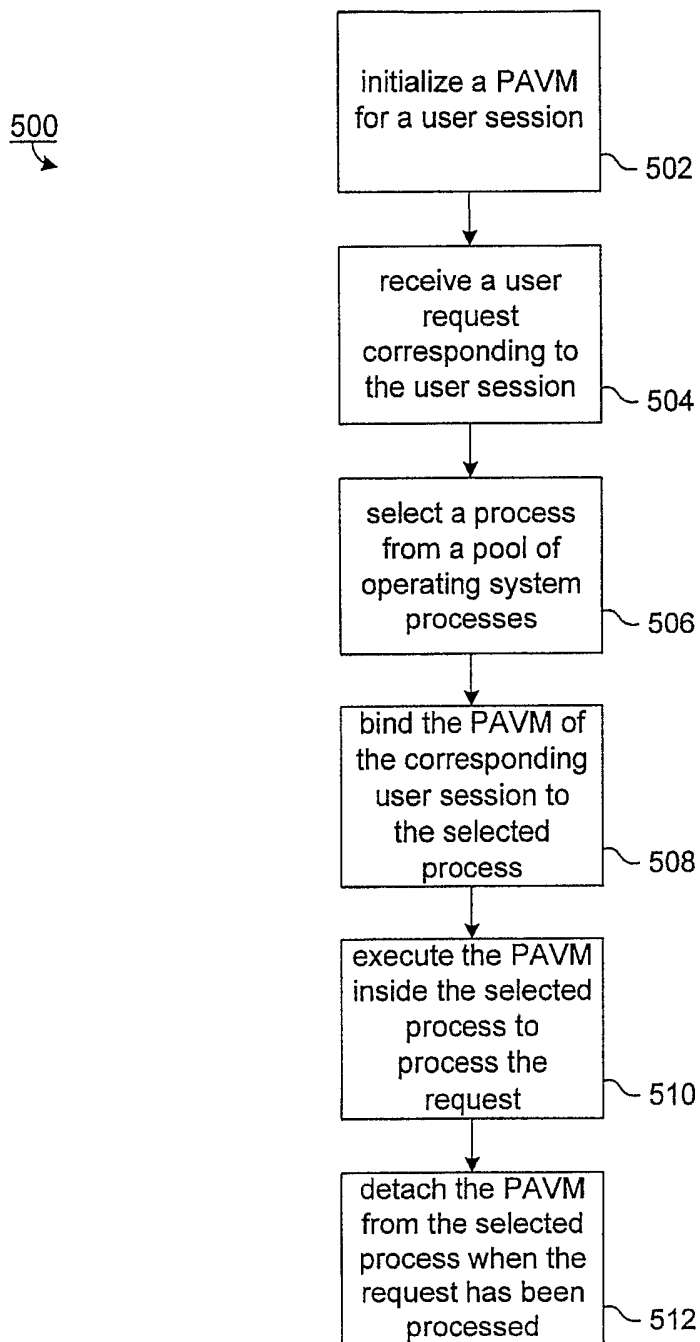 500
initialize a PAVM
for a user session
502
receive a user
request
corresponding to
the user session
504
select a process
from a pool of
operating system
processes
506
bind the PAVM of
the corresponding
user session to
the selected
process
508
execute the PAVM
inside the selected
process to
process the
request
510
detach the PAVM
from the selected
process when the
request has been
processed
512